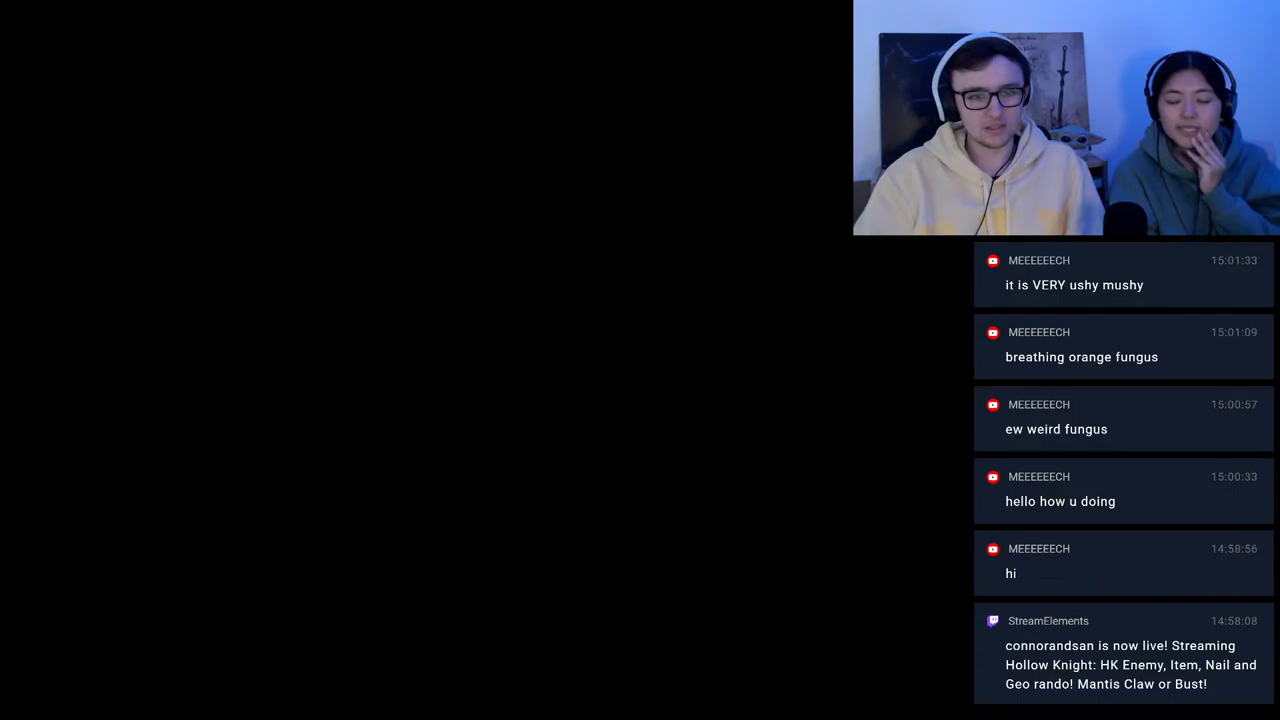 MEEEEEECH 15:01:33
it is VERY ushy mushy
MEEEEEECH 15:01:09
breathing orange fungus
MEEEEEECH 15:00:57
ew weird fungus
MEEEEEECH 15:00:33
hello how u doing
MEEEEEECH 14:58:56
hi
StreamElements 14:58:08
connorandsan is now live! Streaming
Hollow Knight: HK Enemy, Item, Nail and
Geo rando! Mantis Claw or Bust!